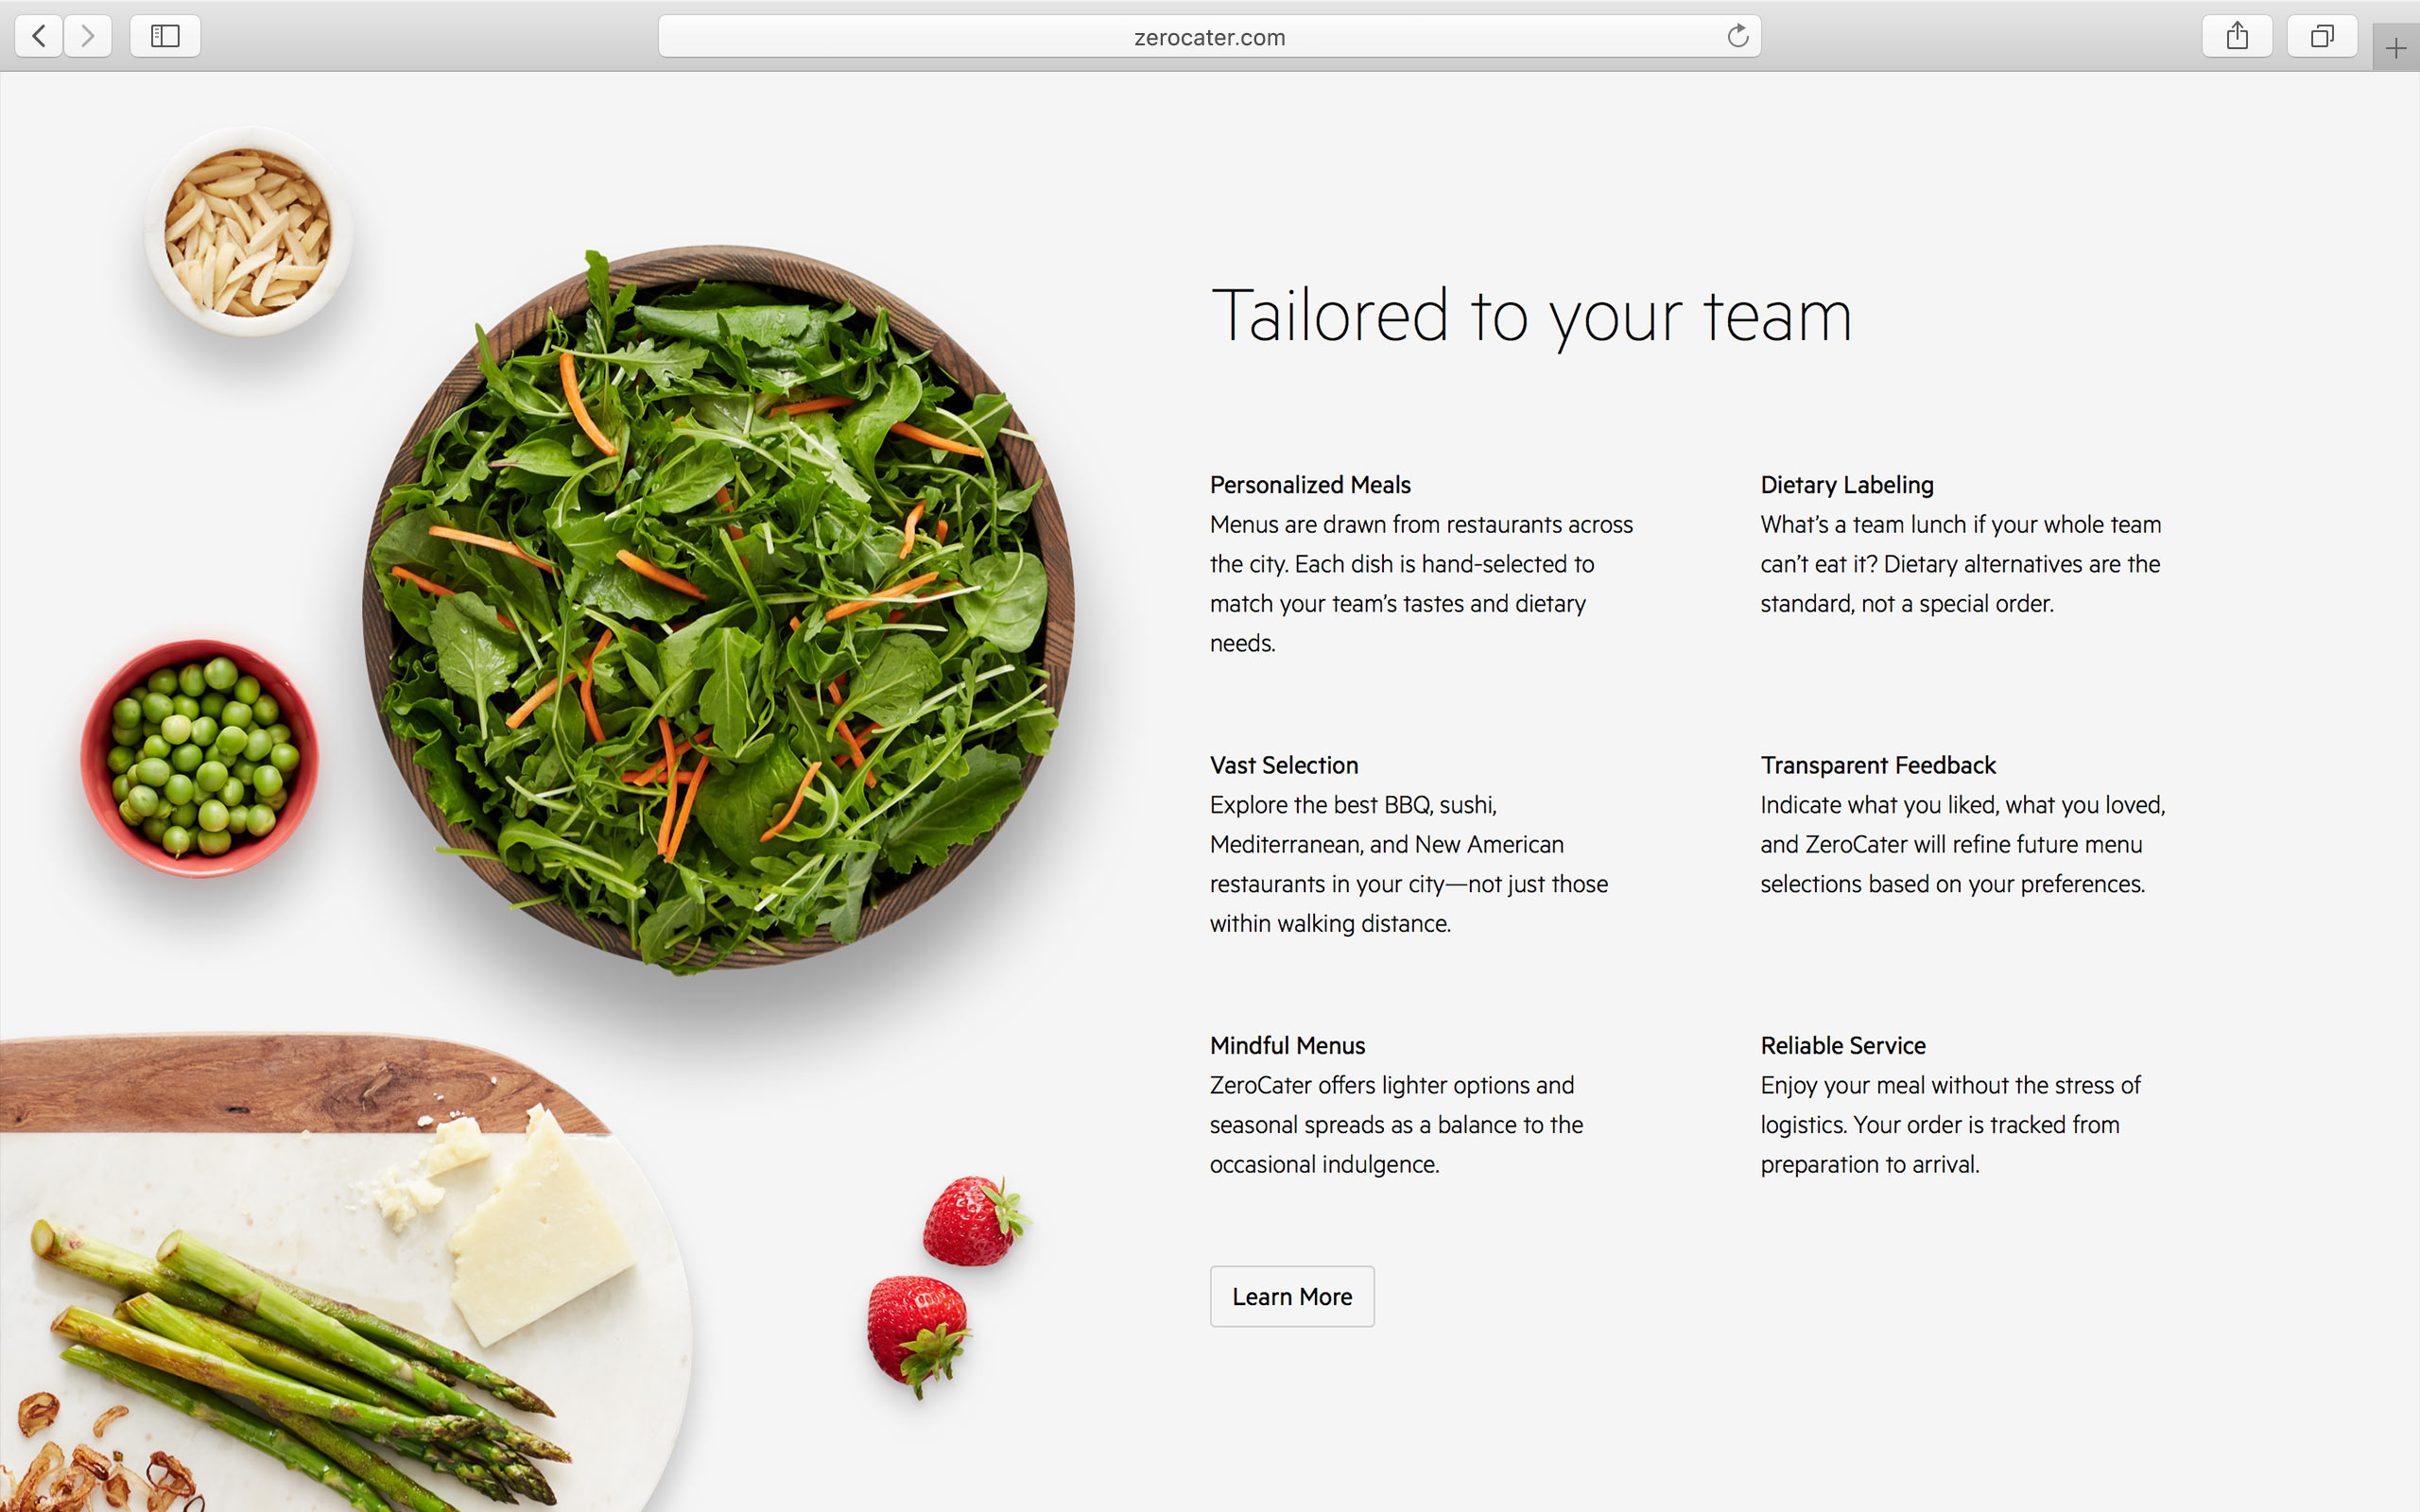 zerocater.com
Tailored to your team
Personalized Meals
Menus are drawn from restaurants across
the city. Each dish is hand-selected to
match your team’s tastes and dietary
needs.
Dietary Labeling
What’s a team lunch if your whole team
can’t eat it? Dietary alternatives are the
standard, not a special order.
Vast Selection
Explore the best BBQ, sushi,
Mediterranean, and New American
restaurants in your city—not just those
within walking distance.
Transparent Feedback
Indicate what you liked, what you loved,
and ZeroCater will refine future menu
selections based on your preferences.
Mindful Menus
ZeroCater offers lighter options and
seasonal spreads as a balance to the
occasional indulgence.
Reliable Service
Enjoy your meal without the stress of
logistics. Your order is tracked from
preparation to arrival.
Learn More